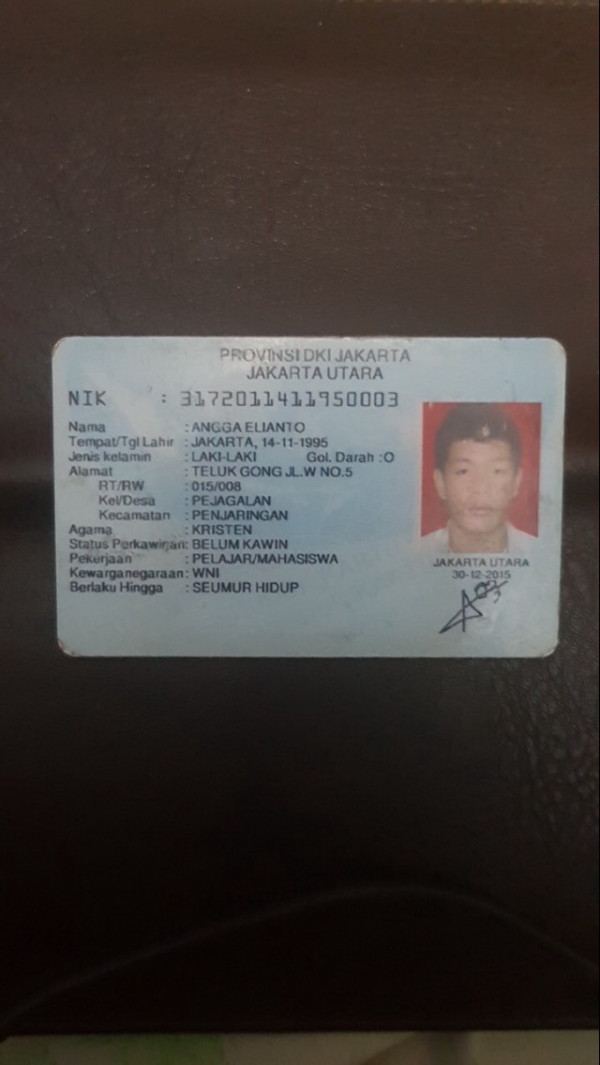 PROVINSI DKI JAKARTA
JAKARTA UTARA
NIK : 3172011411950003
Nama : ANGGA ELIANTO
Tempat/Tgl Lahir : JAKARTA, 14-11-1995
Jenis kelamin : LAKI-LAKI Gol. Darah : O
Alamat : TELUK GONG JL.W NO.5
RT/RW : 015/008
Kel/Desa : PEJAGALAN
Kecamatan : PENJARINGAN
Agama : KRISTEN
Status Perkawinan: BELUM KAWIN
Pekerjaan : PELAJAR/MAHASISWA
Kewarganegaraan: WNI
Berlaku Hingga : SEUMUR HIDUP
JAKARTA UTARA
30-12-2015